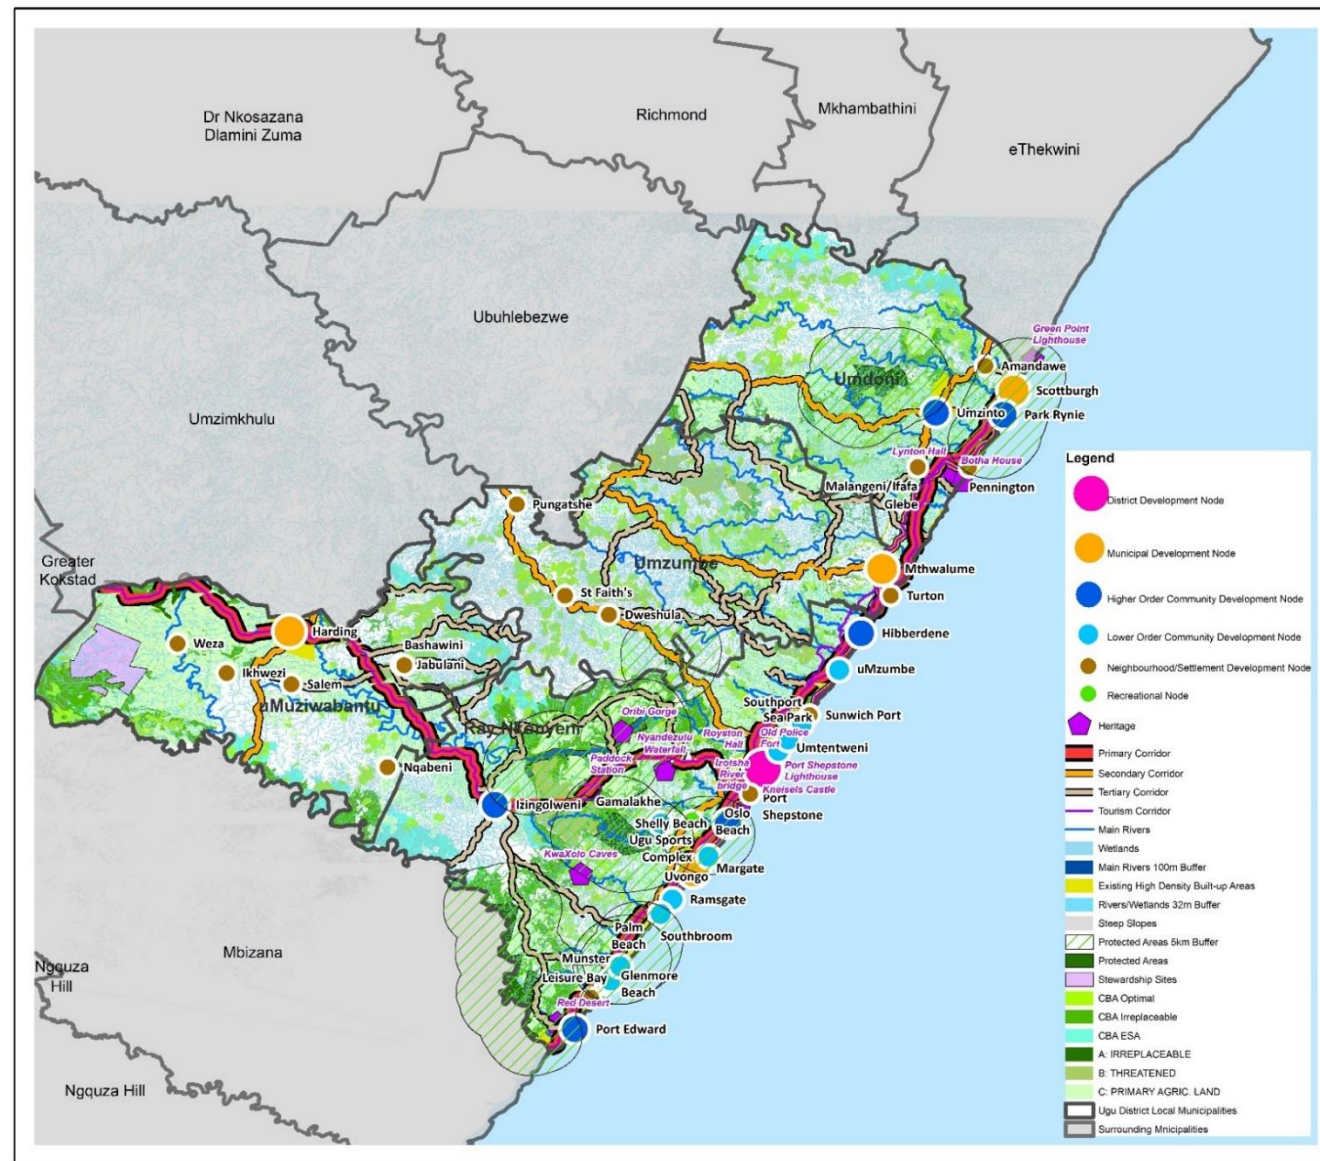 Dr Nkosazana
Dlamini Zuma
Richmond
Mkhambathini
eThekwini
Ubuhlebezwe
Umzimkhulu
Green Point
Lighthouse
Amandawe
Umdoni
Scottburgh
Umzinto
Park Rynie
Lynton Hall
Botha House
Malangeni/Ifafa
Glebe
Pennington
Pungatshe
Greater
Kokstad
Umzumbe
Mthwalume
St Faith's
Turton
Dweshula
Harding
Weza
Hibberdene
Bashawini
Jabulani
Ikhwezi
Salem
uMzumbe
uMuziwabantu
Southport
Sea Park
Sunwich Port
Oribi Gorge
Ray Nkonyeni
Nyandezulu
Waterfall
Royston
Hall
Old Police
Fort
Umtentweni
Paddock
Station
Izotsha
River
bridge
Port Shepstone
Lighthouse
Kneisels Castle
Nqabeni
Izingolweni
Gamalakhe
Port
Shepstone
Oslo
Beach
Shelly Beach
Ugu Sports
Complex
KwaXolo Caves
Margate
Uvongo
Ramsgate
Palm
Beach
Southbroom
Mbizana
Munster
Glenmore
Beach
Leisure Bay
Red Desert
Port Edward
Ngquza
Hill
Ngquza Hill
Legend
District Development Node
Municipal Development Node
Higher Order Community Development Node
Lower Order Community Development Node
Neighbourhood/Settlement Development Node
Recreational Node
Heritage
Primary Corridor
Secondary Corridor
Tertiary Corridor
Tourism Corridor
Main Rivers
Wetlands
Main Rivers 100m Buffer
Existing High Density Built-up Areas
Rivers/Wetlands 32m Buffer
Steep Slopes
Protected Areas 5km Buffer
Protected Areas
Stewardship Sites
CBA Optimal
CBA Irreplaceable
CBA ESA
A: IRREPLACEABLE
B: THREATENED
C: PRIMARY AGRIC. LAND
Ugu District Local Municipalities
Surrounding Mnicipalities